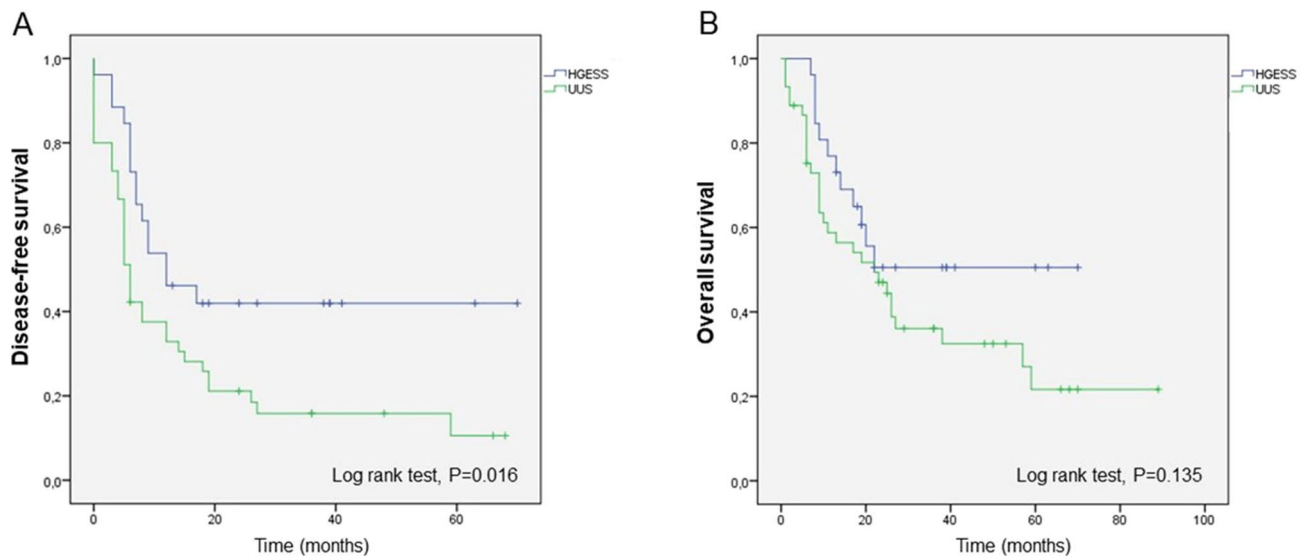 A
HGESS
UUS
Disease-free survival
1,0
0,8
0,6
0,4
0,2
0,0
Log rank test, P=0.016
0 20 40 60
Time (months)
B
HGESS
UUS
Overall survival
1,0
0,8
0,6
0,4
0,2
0,0
Log rank test, P=0.135
0 20 40 60 80 100
Time (months)